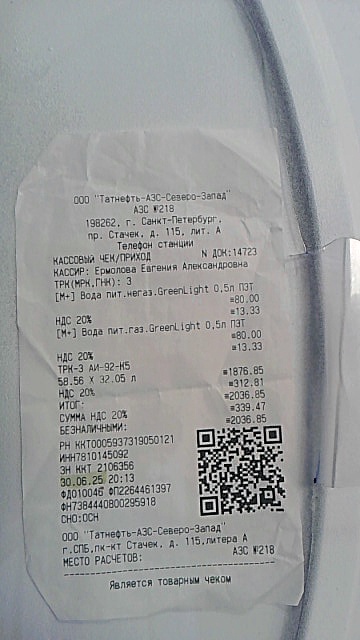 ООО "Татнефть-АЗС-Северо-Запад"
АЗС №218
198262, г. Санкт-Петербург,
пр. Стачек, д. 115, лит. А
Телефон станции
КАССОВЫЙ ЧЕК/ПРИХОД N ДОК:14723
КАССИР: Ермолова Евгения Александровна
ТРК(МРК,ГНК): 3
[М+] Вода пит.негаз.GreenLight 0,5л ПЭТ
=80.00
НДС 20% =13.33
[М+] Вода пит.газ.GreenLight 0,5л ПЭТ
=80.00
НДС 20% =13.33
ТРК-3 АИ-92-К5
58.56 X 32.05 л =1876.85
НДС 20% =312.81
ИТОГ: =2036.85
СУММА НДС 20% =339.47
БЕЗНАЛИЧНЫМИ: =2036.85
РН ККТ0005937319050121
ИНН7810145092
ЗН ККТ 2106356
30.06.25 20:13
ФД010046 ФП2264461397
ФН7384440800295918
СНО:ОСН
ООО "Татнефть-АЗС-Северо-Запад"
г.СПБ,пк-кт Стачек, д. 115,литера А
МЕСТО РАСЧЕТОВ: АЗС №218
Является товарным чеком